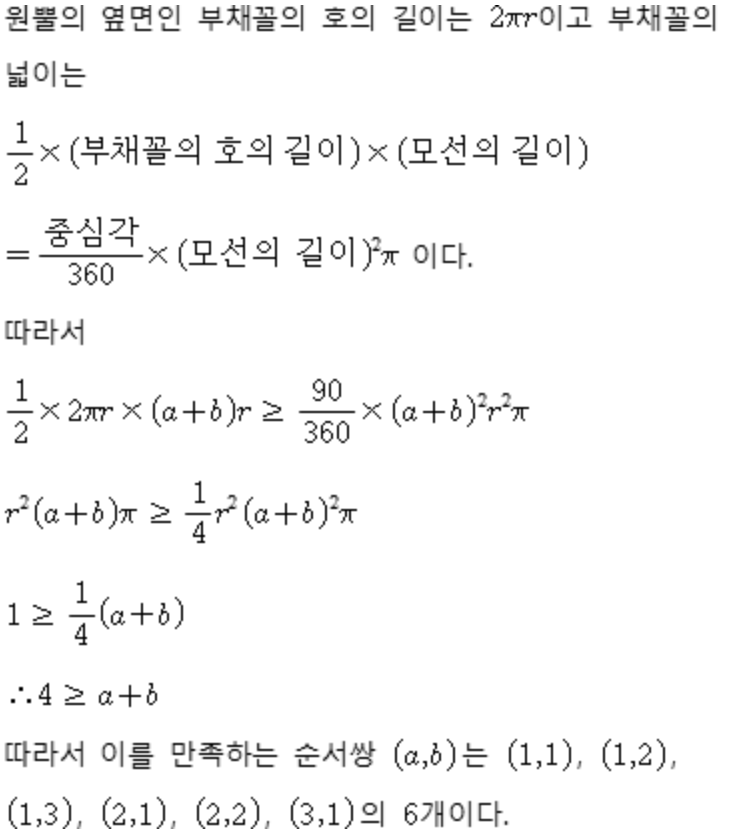 원뿔의 옆면인 부채꼴의 호의 길이는 2πr이고 부채꼴의
넓이는
1/2 × (부채꼴의 호의 길이) × (모선의 길이)
= 중심각/360 × (모선의 길이)²π 이다.
따라서
1/2 × 2πr × (a+b)r ≥ 90/360 × (a+b)²r²π
r²(a+b)π ≥ 1/4 r²(a+b)²π
1 ≥ 1/4 (a+b)
∴4 ≥ a+b
따라서 이를 만족하는 순서쌍 (a,b)는 (1,1), (1,2),
(1,3), (2,1), (2,2), (3,1)의 6개이다.